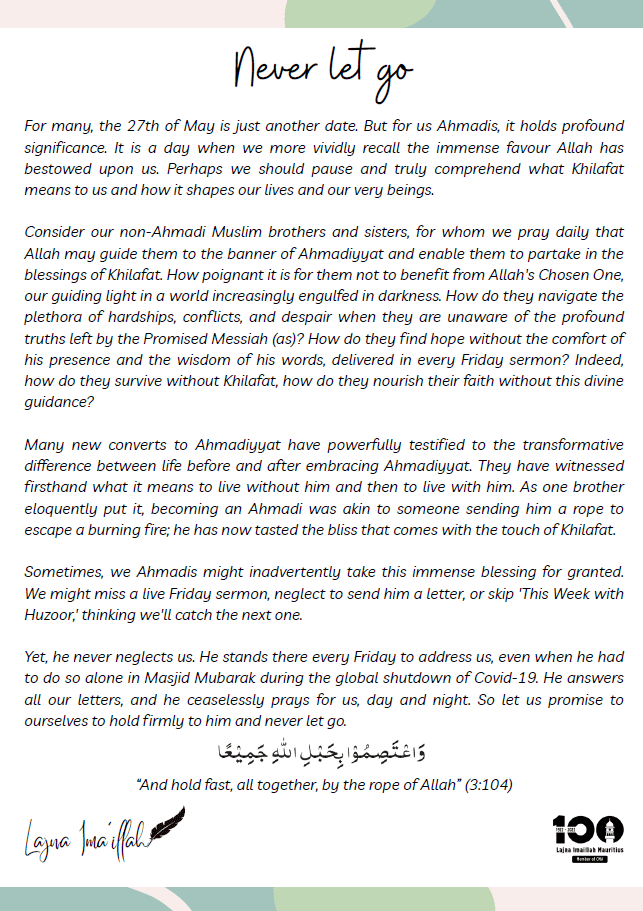 Never let go
For many, the 27th of May is just another date. But for us Ahmadis, it holds profound
significance. It is a day when we more vividly recall the immense favour Allah has
bestowed upon us. Perhaps we should pause and truly comprehend what Khilafat
means to us and how it shapes our lives and our very beings.
Consider our non-Ahmadi Muslim brothers and sisters, for whom we pray daily that
Allah may guide them to the banner of Ahmadiyyat and enable them to partake in the
blessings of Khilafat. How poignant it is for them not to benefit from Allah's Chosen One,
our guiding light in a world increasingly engulfed in darkness. How do they navigate the
plethora of hardships, conflicts, and despair when they are unaware of the profound
truths left by the Promised Messiah (as)? How do they find hope without the comfort of
his presence and the wisdom of his words, delivered in every Friday sermon? Indeed,
how do they survive without Khilafat, how do they nourish their faith without this divine
guidance?
Many new converts to Ahmadiyyat have powerfully testified to the transformative
difference between life before and after embracing Ahmadiyyat. They have witnessed
firsthand what it means to live without him and then to live with him. As one brother
eloquently put it, becoming an Ahmadi was akin to someone sending him a rope to
escape a burning fire; he has now tasted the bliss that comes with the touch of Khilafat.
Sometimes, we Ahmadis might inadvertently take this immense blessing for granted.
We might miss a live Friday sermon, neglect to send him a letter, or skip 'This Week with
Huzoor,' thinking we'll catch the next one.
Yet, he never neglects us. He stands there every Friday to address us, even when he had
to do so alone in Masjid Mubarak during the global shutdown of Covid-19. He answers
all our letters, and he ceaselessly prays for us, day and night. So let us promise to
ourselves to hold firmly to him and never let go.
وَاعْتَصِمُوْا بِحَبْلِ اللّٰهِ جَمِيْعًا
“And hold fast, all together, by the rope of Allah” (3:104)
Lajna Ima'illah
100
1922 - 2022
Lajna Imaillah Mauritius